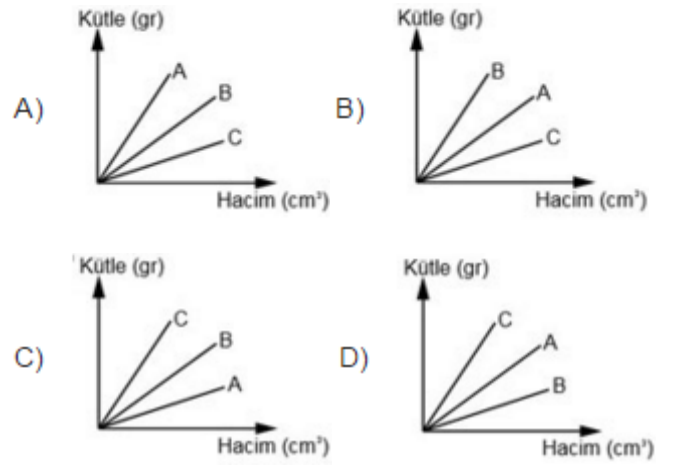 Kütle (gr)
A
B
C
A)
Hacim (cm³)
Kütle (gr)
B
A
C
B)
Hacim (cm³)
Kütle (gr)
C
B
A
C)
Hacim (cm³)
Kütle (gr)
C
A
B
D)
Hacim (cm³)